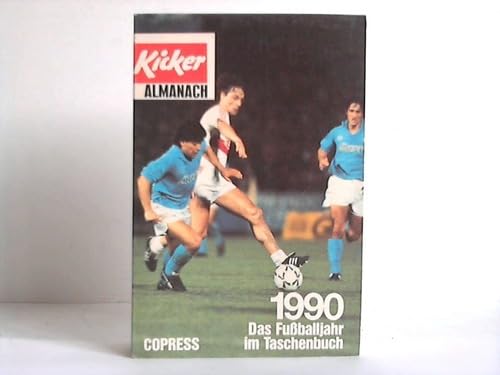 Kicker
ALMANACH
1990
Das Fußballjahr
im Taschenbuch
COPRESS